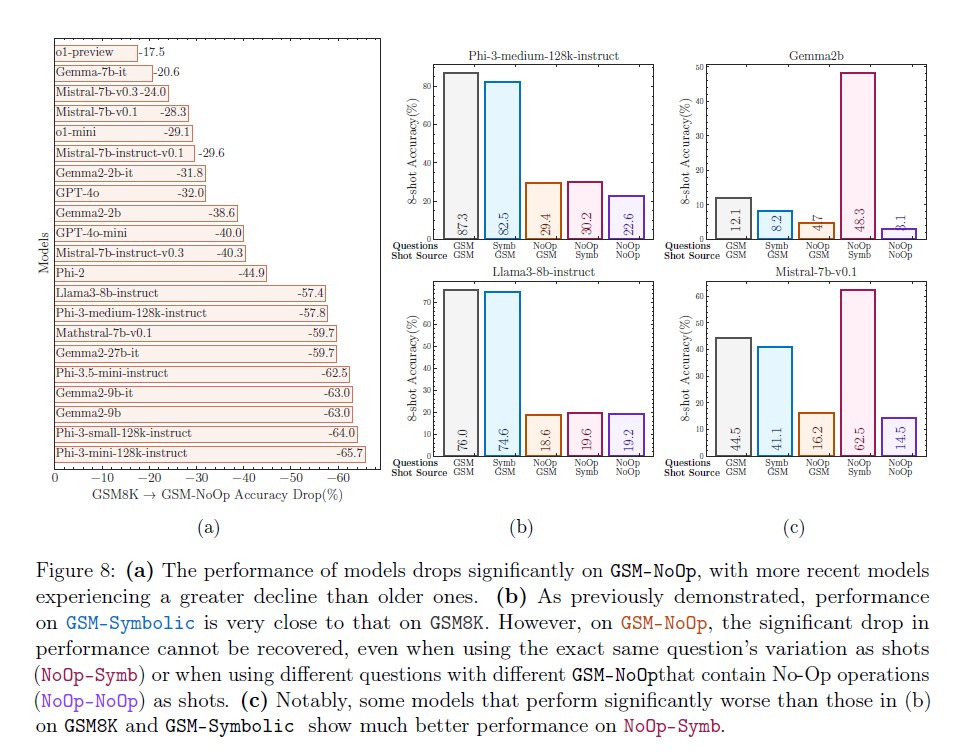 o1-preview -17.5
Gemma-7b-it -20.6
Mistral-7b-v0.3 -24.0
Mistral-7b-v0.1 -28.3
o1-mini -29.1
Mistral-7b-instruct-v0.1 -29.6
Gemma2-2b-it -31.8
GPT-4o -32.0
Gemma2-2b -38.6
GPT-4o-mini -40.0
Mistral-7b-instruct-v0.3 -40.3
Phi-2 -44.9
Llama3-8b-instruct -57.4
Phi-3-medium-128k-instruct -57.8
Mathstral-7b-v0.1 -59.7
Gemma2-27b-it -59.7
Phi-3.5-mini-instruct -62.5
Gemma2-9b-it -63.0
Gemma2-9b -63.0
Phi-3-small-128k-instruct -64.0
Phi-3-mini-128k-instruct -65.7
Models
0 −10 −20 −30 −40 −50 −60
GSM8K → GSM-NoOp Accuracy Drop(%)
(a)
Phi-3-medium-128k-instruct
8-shot Accuracy(%)
80
60
40
20
0
87.3 82.5 29.4 30.2 22.6
Questions GSM Symb NoOp NoOp NoOp
Shot Source GSM GSM GSM Symb NoOp
Llama3-8b-instruct
8-shot Accuracy(%)
70
60
50
40
30
20
10
0
76.0 74.6 18.6 19.6 19.2
Questions GSM Symb NoOp NoOp NoOp
Shot Source GSM GSM GSM Symb NoOp
(b)
Gemma2b
8-shot Accuracy(%)
50
40
30
20
10
0
12.1 8.2 4.7 48.3 3.1
Questions GSM Symb NoOp NoOp NoOp
Shot Source GSM GSM GSM Symb NoOp
Mistral-7b-v0.1
8-shot Accuracy(%)
60
50
40
30
20
10
0
44.5 41.1 16.2 62.5 14.5
Questions GSM Symb NoOp NoOp NoOp
Shot Source GSM GSM GSM Symb NoOp
(c)
Figure 8: (a) The performance of models drops significantly on GSM-NoOp, with more recent models
experiencing a greater decline than older ones. (b) As previously demonstrated, performance
on GSM-Symbolic is very close to that on GSM8K. However, on GSM-NoOp, the significant drop in
performance cannot be recovered, even when using the exact same question's variation as shots
(NoOp-Symb) or when using different questions with different GSM-NoOpthat contain No-Op operations
(NoOp-NoOp) as shots. (c) Notably, some models that perform significantly worse than those in (b)
on GSM8K and GSM-Symbolic show much better performance on NoOp-Symb.